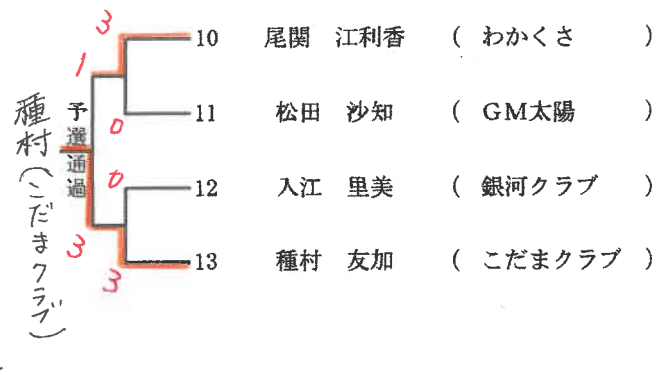 3
10 尾関 江利香 ( わかくさ )
1
11 松田 沙知 ( GM太陽 )
0
予選通過
種村(こだまクラブ)
0
12 入江 里美 ( 銀河クラブ )
3
13 種村 友加 ( こだまクラブ )
3